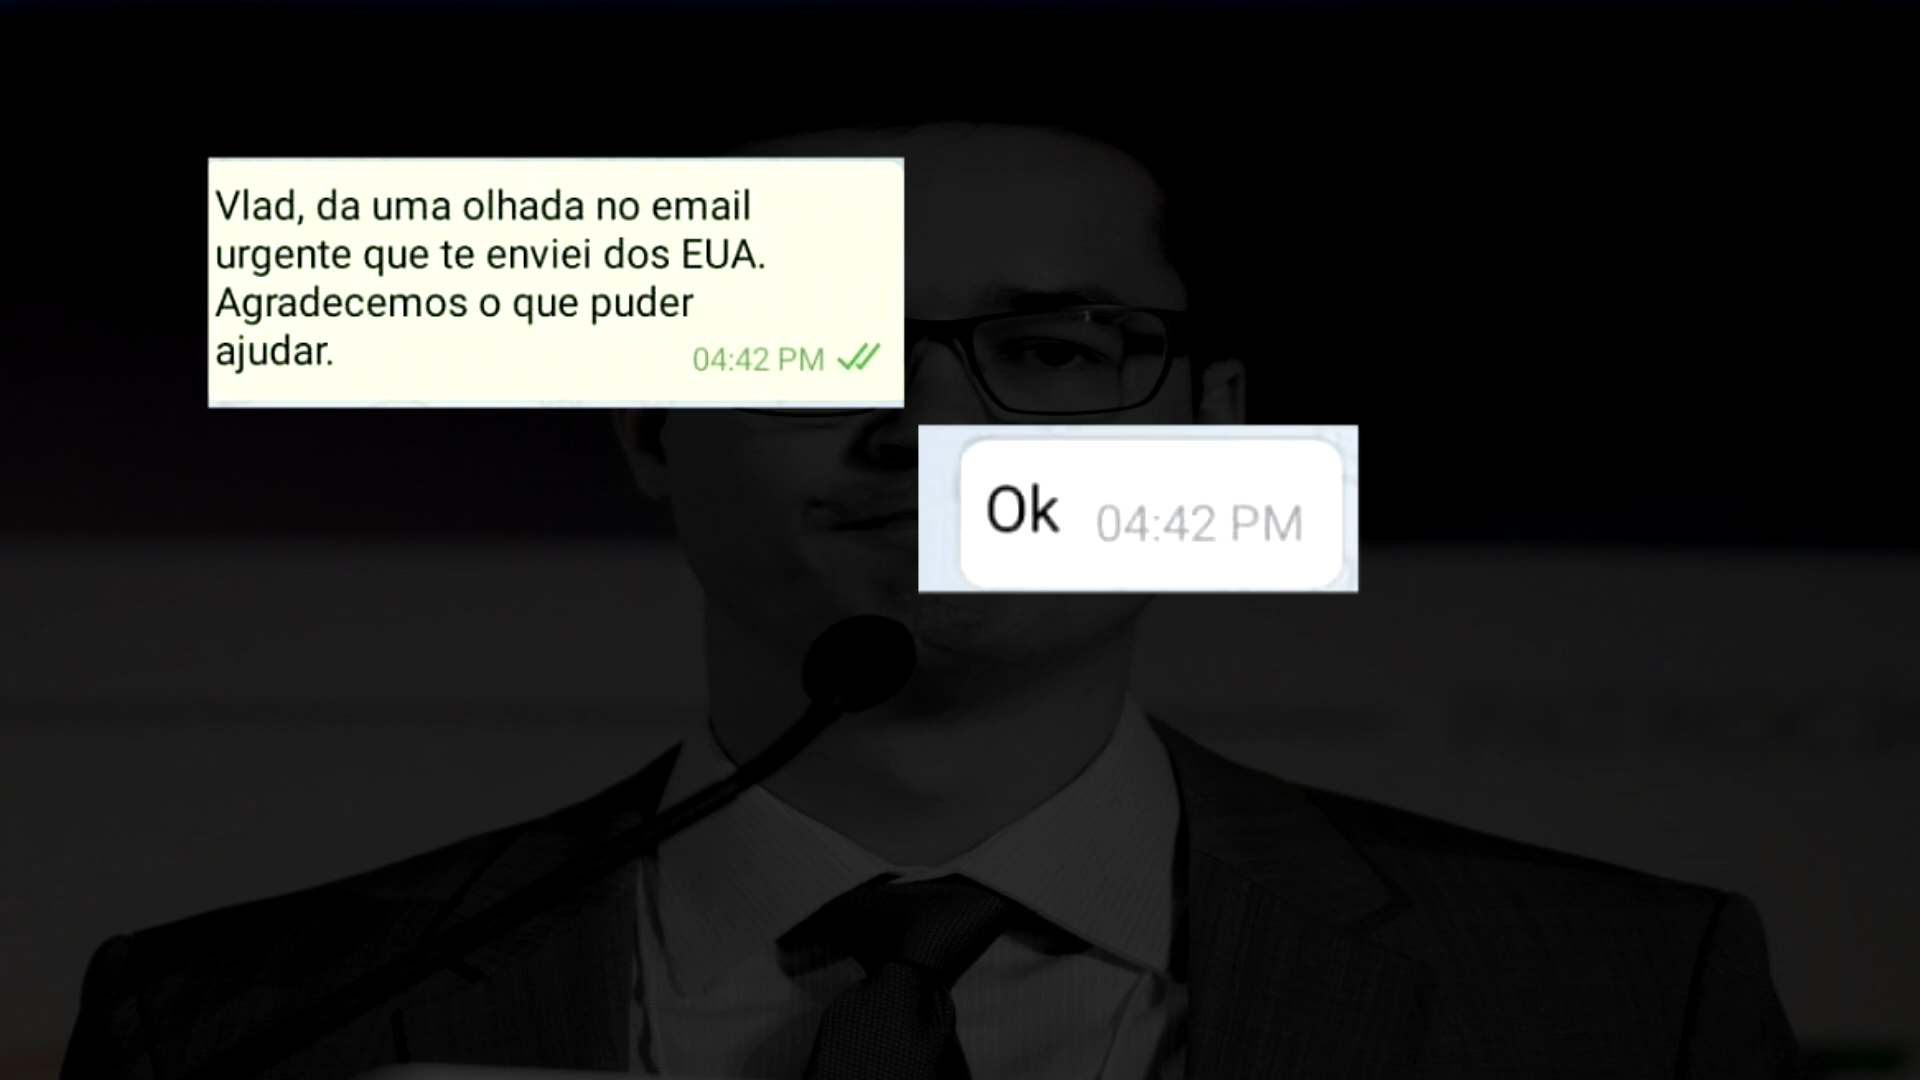 Vlad, da uma olhada no email
urgente que te enviei dos EUA.
Agradecemos o que puder
ajudar.
04:42 PM
Ok 04:42 PM